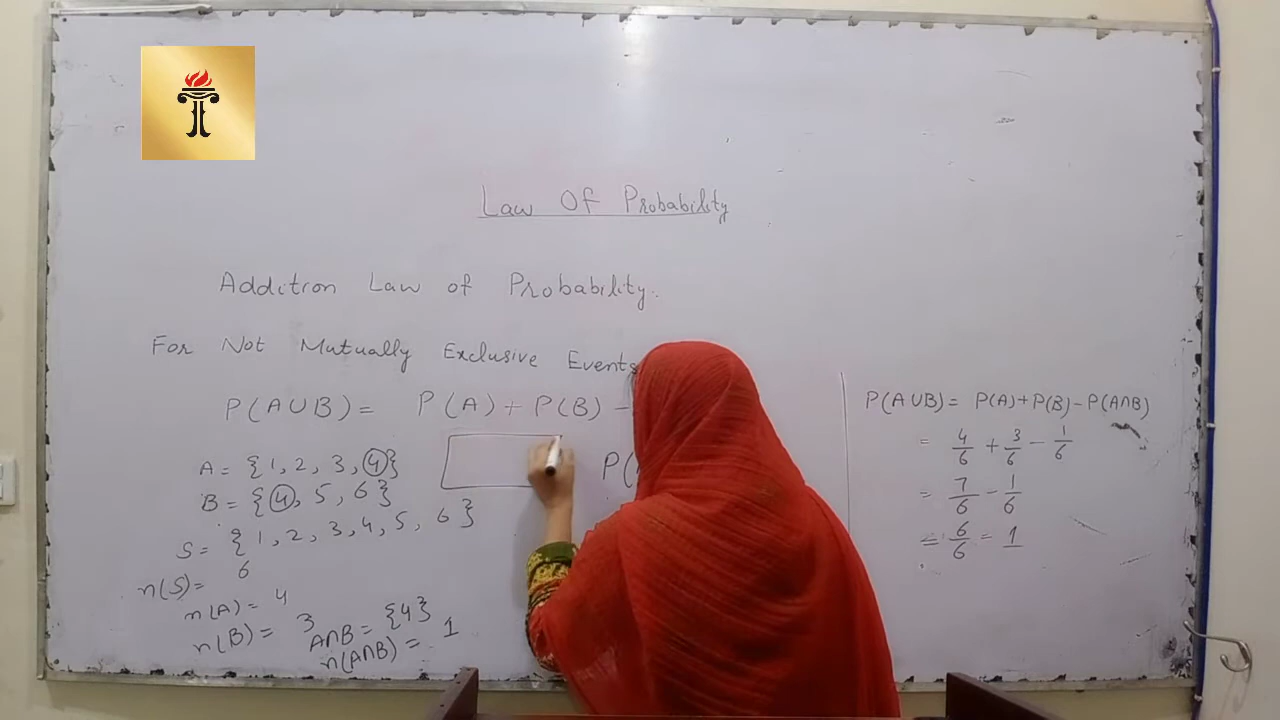 Law Of Probability
Addition Law of Probability.
For Not Mutually Exclusive Events
P(A∪B) = P(A) + P(B) -
A = {1, 2, 3, 4}
B = {4, 5, 6}
P(
S = {1, 2, 3, 4, 5, 6}
n(S) = 6
n(A) = 4
n(B) = 3
A∩B = {4}
n(A∩B) = 1
P(A∪B) = P(A)+P(B)-P(A∩B)
= 4/6 + 3/6 - 1/6
= 7/6 - 1/6
= 6/6 = 1